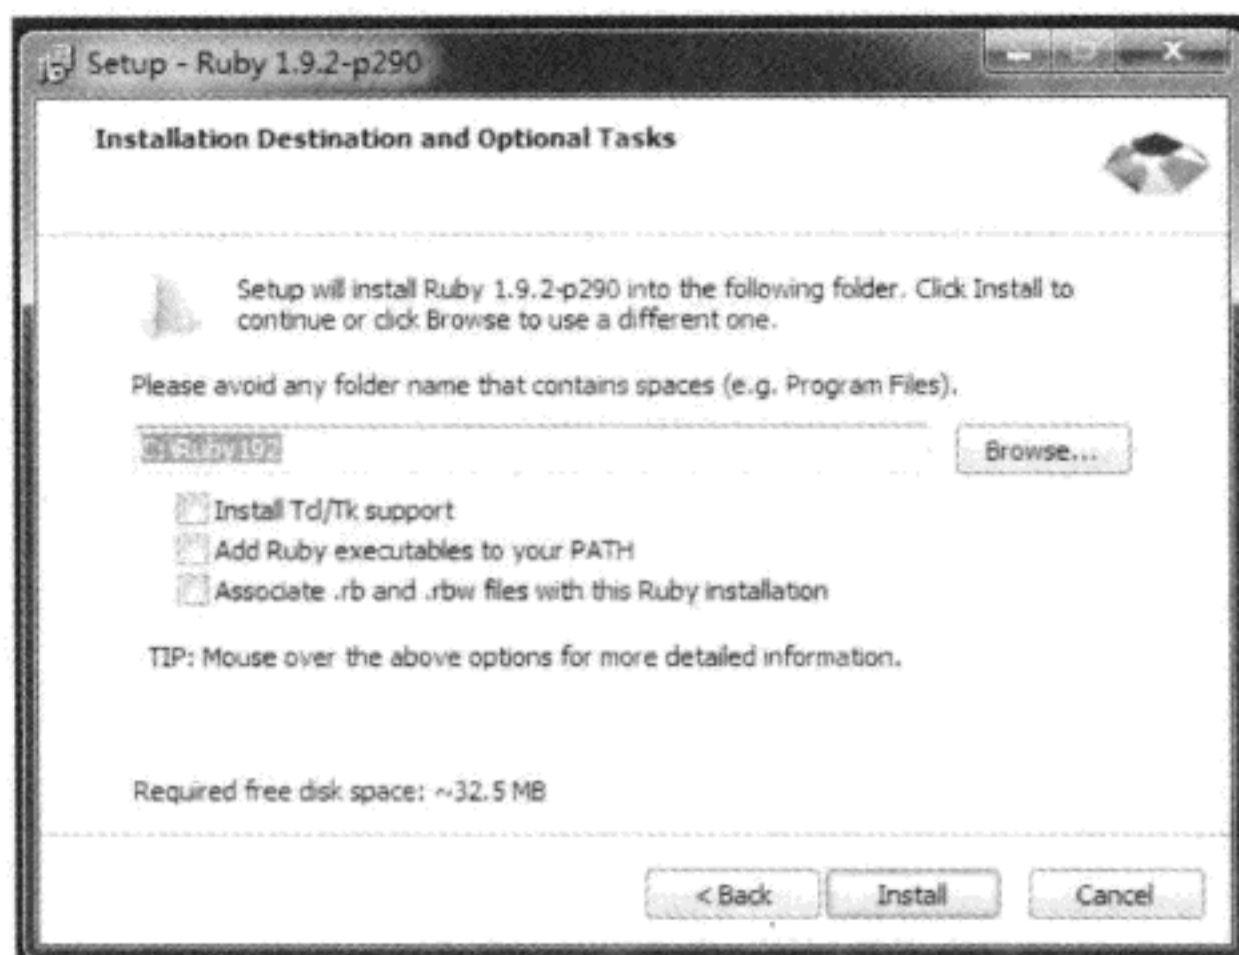 Setup - Ruby 1.9.2-p290
Installation Destination and Optional Tasks
Setup will install Ruby 1.9.2-p290 into the following folder. Click Install to
continue or click Browse to use a different one.
Please avoid any folder name that contains spaces (e.g. Program Files).
C:\Ruby192
Browse...
Install Tcl/Tk support
Add Ruby executables to your PATH
Associate .rb and .rbw files with this Ruby installation
TIP: Mouse over the above options for more detailed information.
Required free disk space: ~32.5 MB
< Back
Install
Cancel